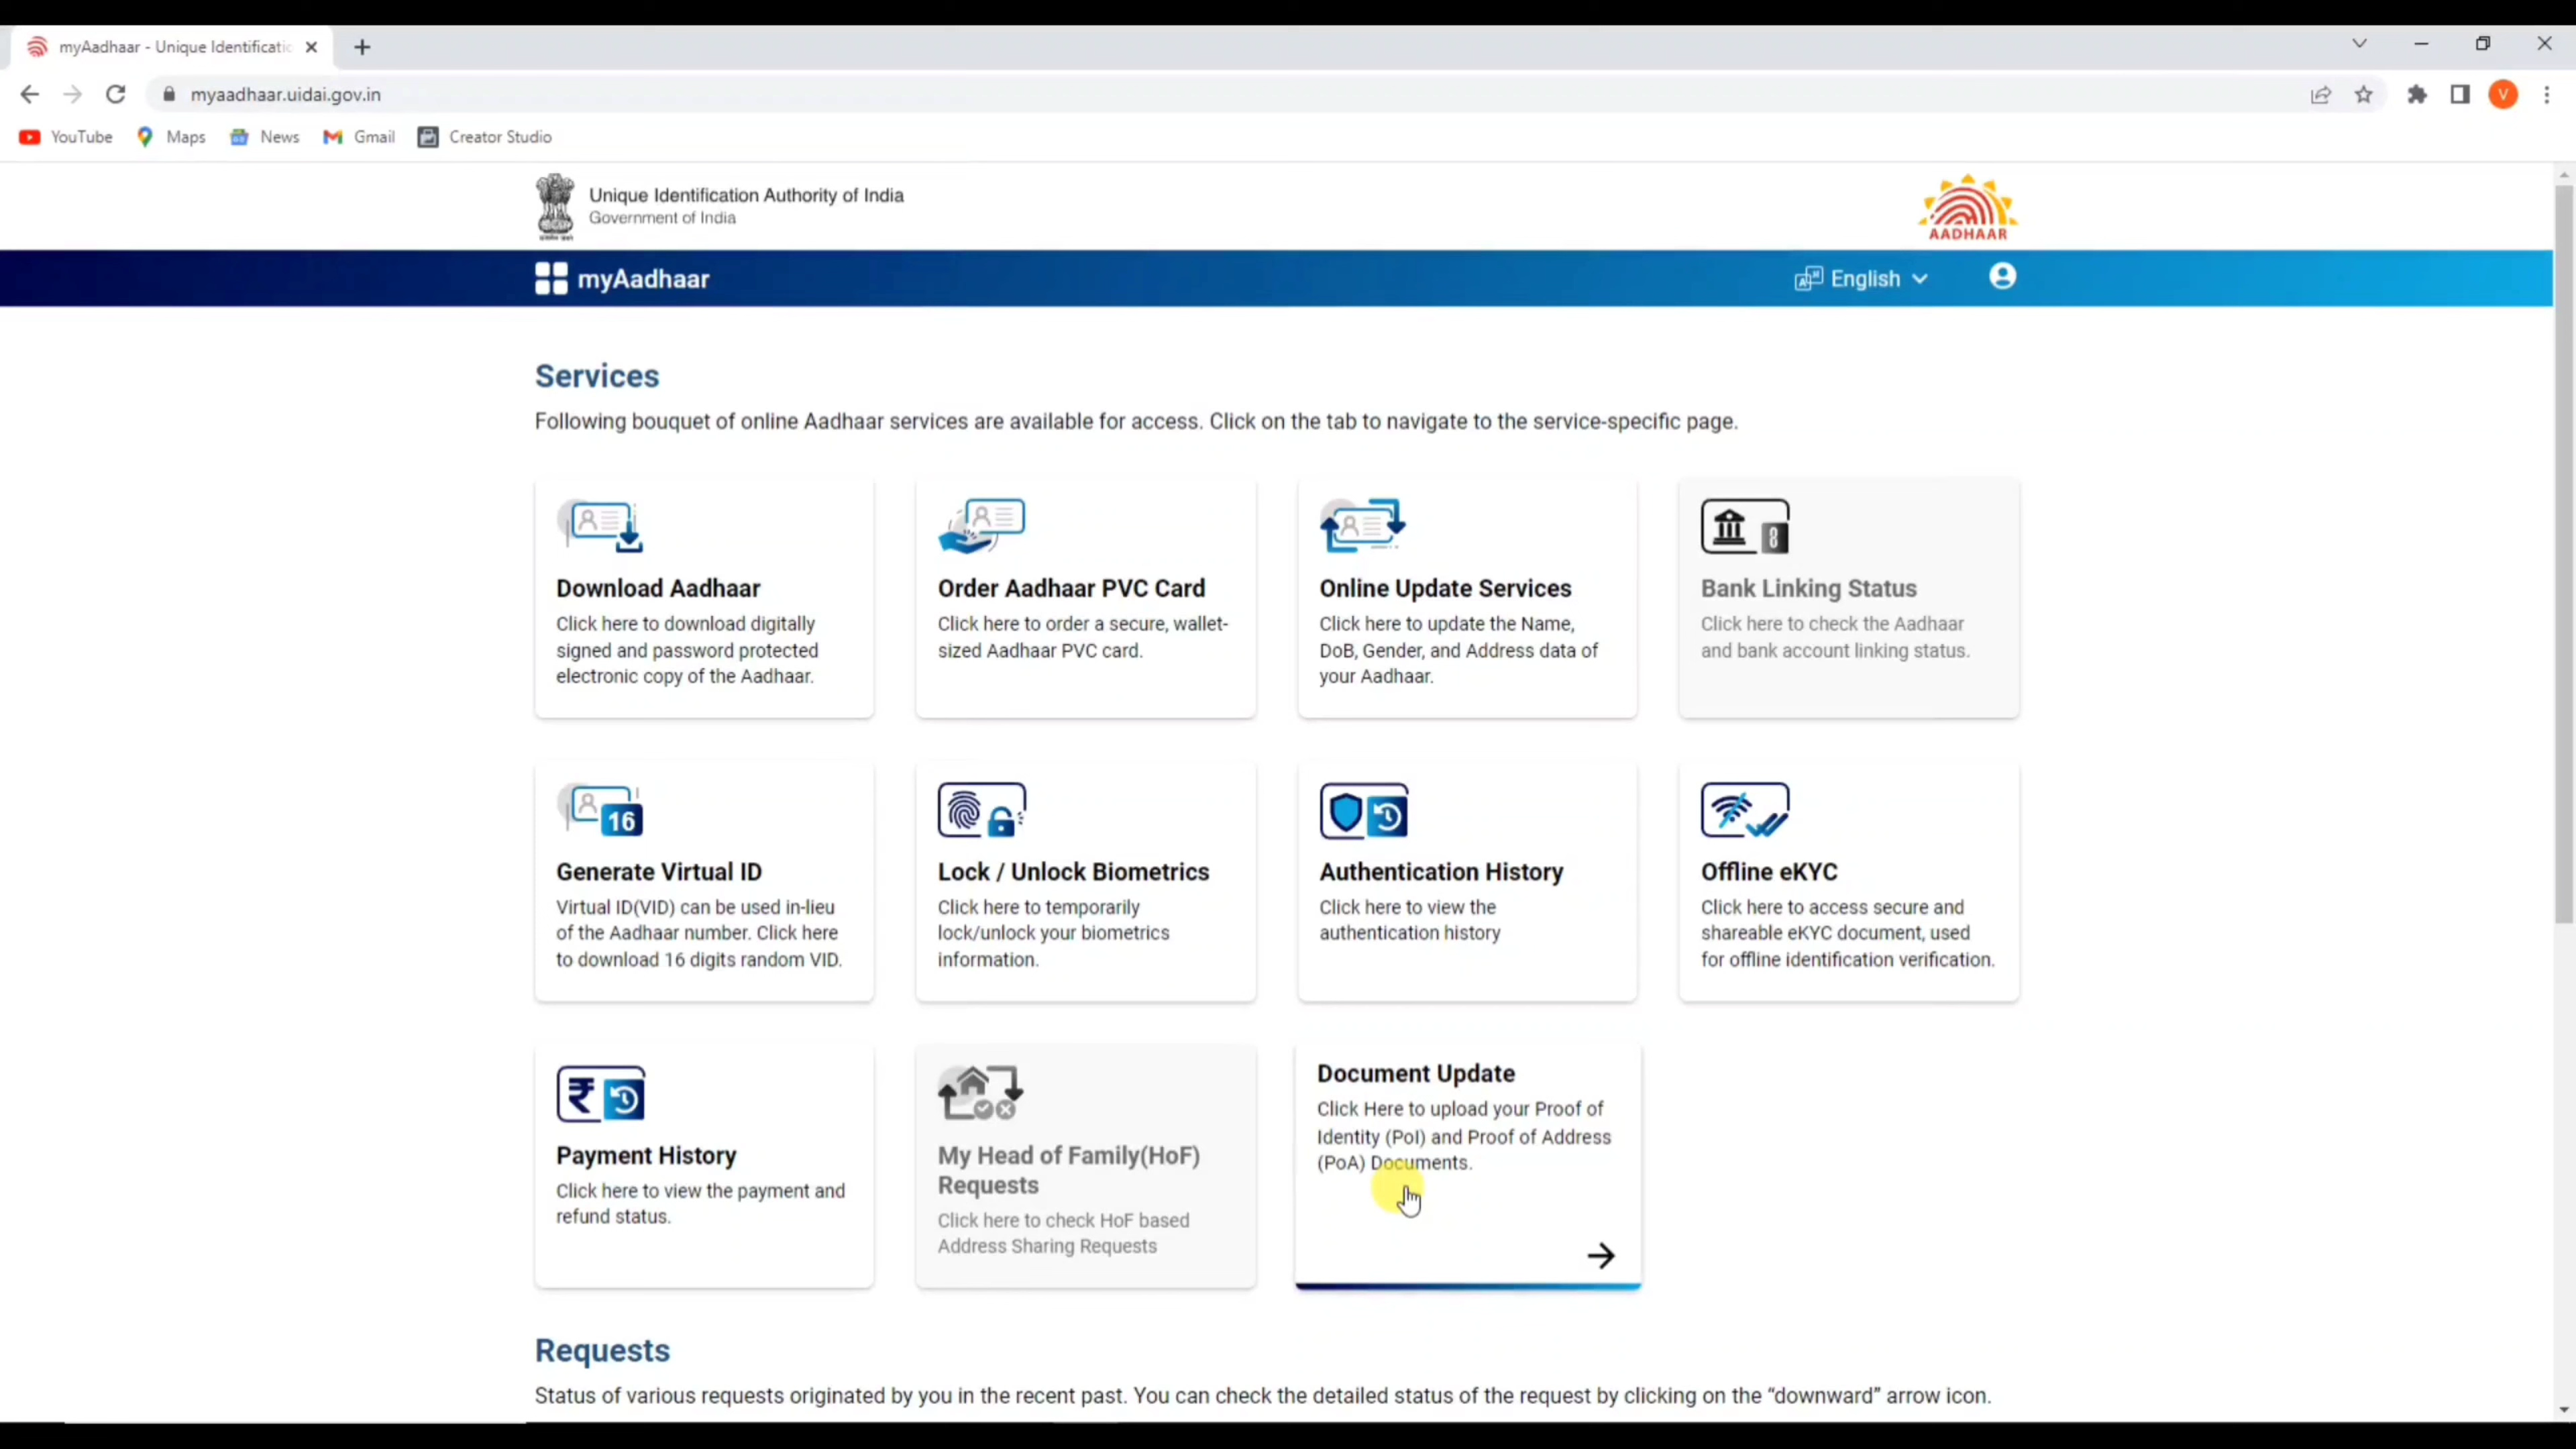 myAadhaar - Unique Identificatio
myaadhaar.uidai.gov.in
V
YouTube
Maps
News
Gmail
Creator Studio
Unique Identification Authority of India
Government of India
AADHAAR
myAadhaar
English
Services
Following bouquet of online Aadhaar services are available for access. Click on the tab to navigate to the service-specific page.
Download Aadhaar
Click here to download digitally
signed and password protected
electronic copy of the Aadhaar.
Order Aadhaar PVC Card
Click here to order a secure, wallet-
sized Aadhaar PVC card.
Online Update Services
Click here to update the Name,
DoB, Gender, and Address data of
your Aadhaar.
8
Bank Linking Status
Click here to check the Aadhaar
and bank account linking status.
16
Generate Virtual ID
Virtual ID(VID) can be used in-lieu
of the Aadhaar number. Click here
to download 16 digits random VID.
Lock / Unlock Biometrics
Click here to temporarily
lock/unlock your biometrics
information.
Authentication History
Click here to view the
authentication history
Offline eKYC
Click here to access secure and
shareable eKYC document, used
for offline identification verification.
₹
Payment History
Click here to view the payment and
refund status.
My Head of Family(HoF)
Requests
Click here to check HoF based
Address Sharing Requests
Document Update
Click Here to upload your Proof of
Identity (PoI) and Proof of Address
(PoA) Documents.
Requests
Status of various requests originated by you in the recent past. You can check the detailed status of the request by clicking on the “downward” arrow icon.